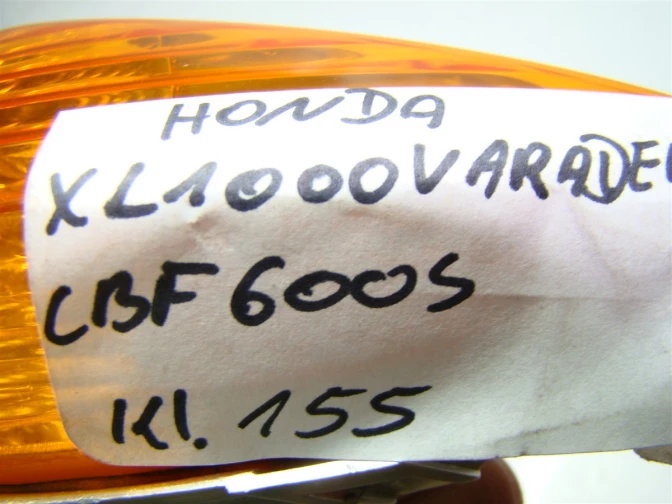 HONDA
XL1000VARADE
CBF600S
Kl. 155